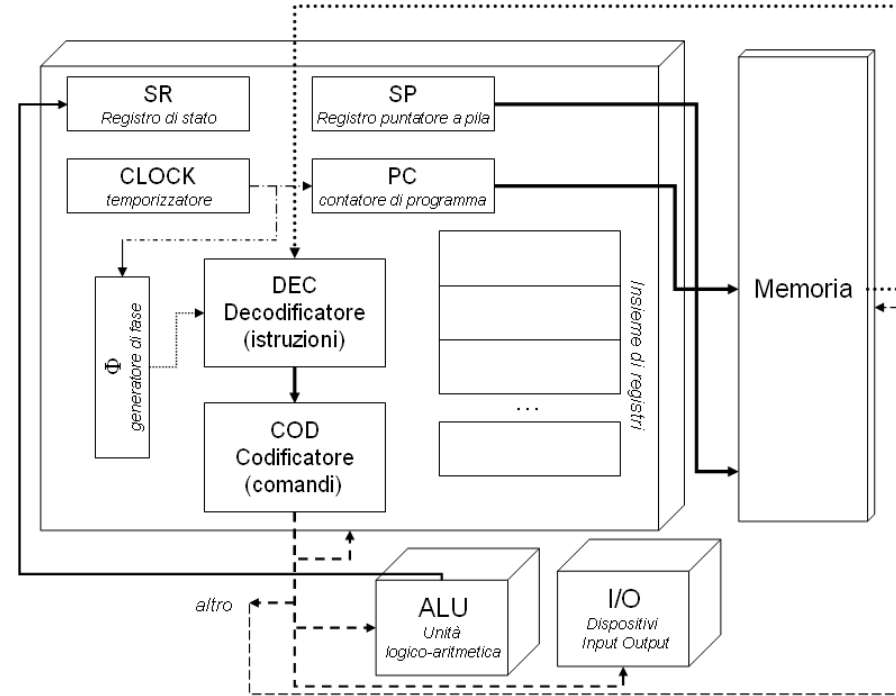 SR
Registro di stato
SP
Registro puntatore a pila
CLOCK
temporizzatore
PC
contatore di programma
DEC
Decodificatore
(istruzioni)
Φ
generatore di fase
COD
Codificatore
(comandi)
...
Insieme di registri
Memoria
altro
ALU
Unità
logico-aritmetica
I/O
Dispositivi
Input Output